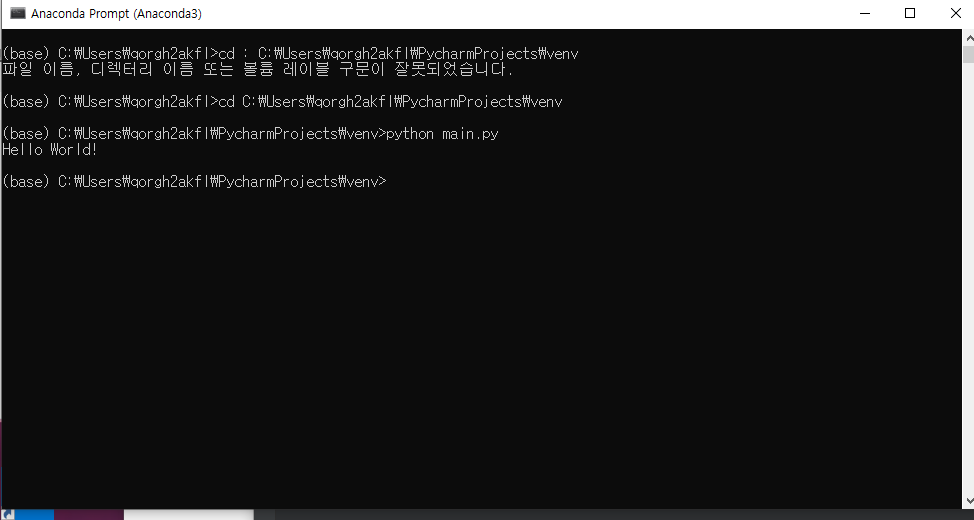 Anaconda Prompt (Anaconda3)
(base) C:₩Users₩qorgh2akfl>cd : C:₩Users₩qorgh2akfl₩PycharmProjects₩venv
파일 이름, 디렉터리 이름 또는 볼륨 레이블 구문이 잘못되었습니다.
(base) C:₩Users₩qorgh2akfl>cd C:₩Users₩qorgh2akfl₩PycharmProjects₩venv
(base) C:₩Users₩qorgh2akfl₩PycharmProjects₩venv>python main.py
Hello World!
(base) C:₩Users₩qorgh2akfl₩PycharmProjects₩venv>